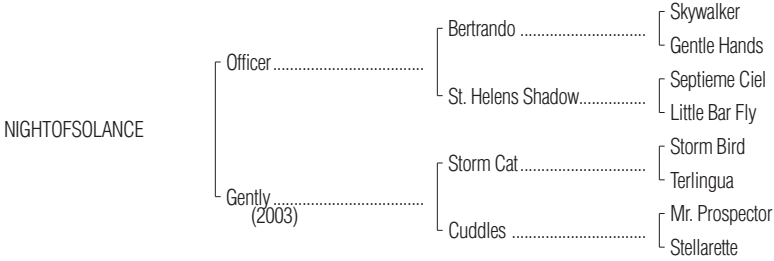 Skywalker
Bertrando ..............................
Gentle Hands
Officer ....................................
Septieme Ciel
St. Helens Shadow................
Little Bar Fly
NIGHTOFSOLANCE
Storm Bird
Storm Cat ..............................
Terlingua
Gently ....................................
(2003)
Mr. Prospector
Cuddles ................................
Stellarette